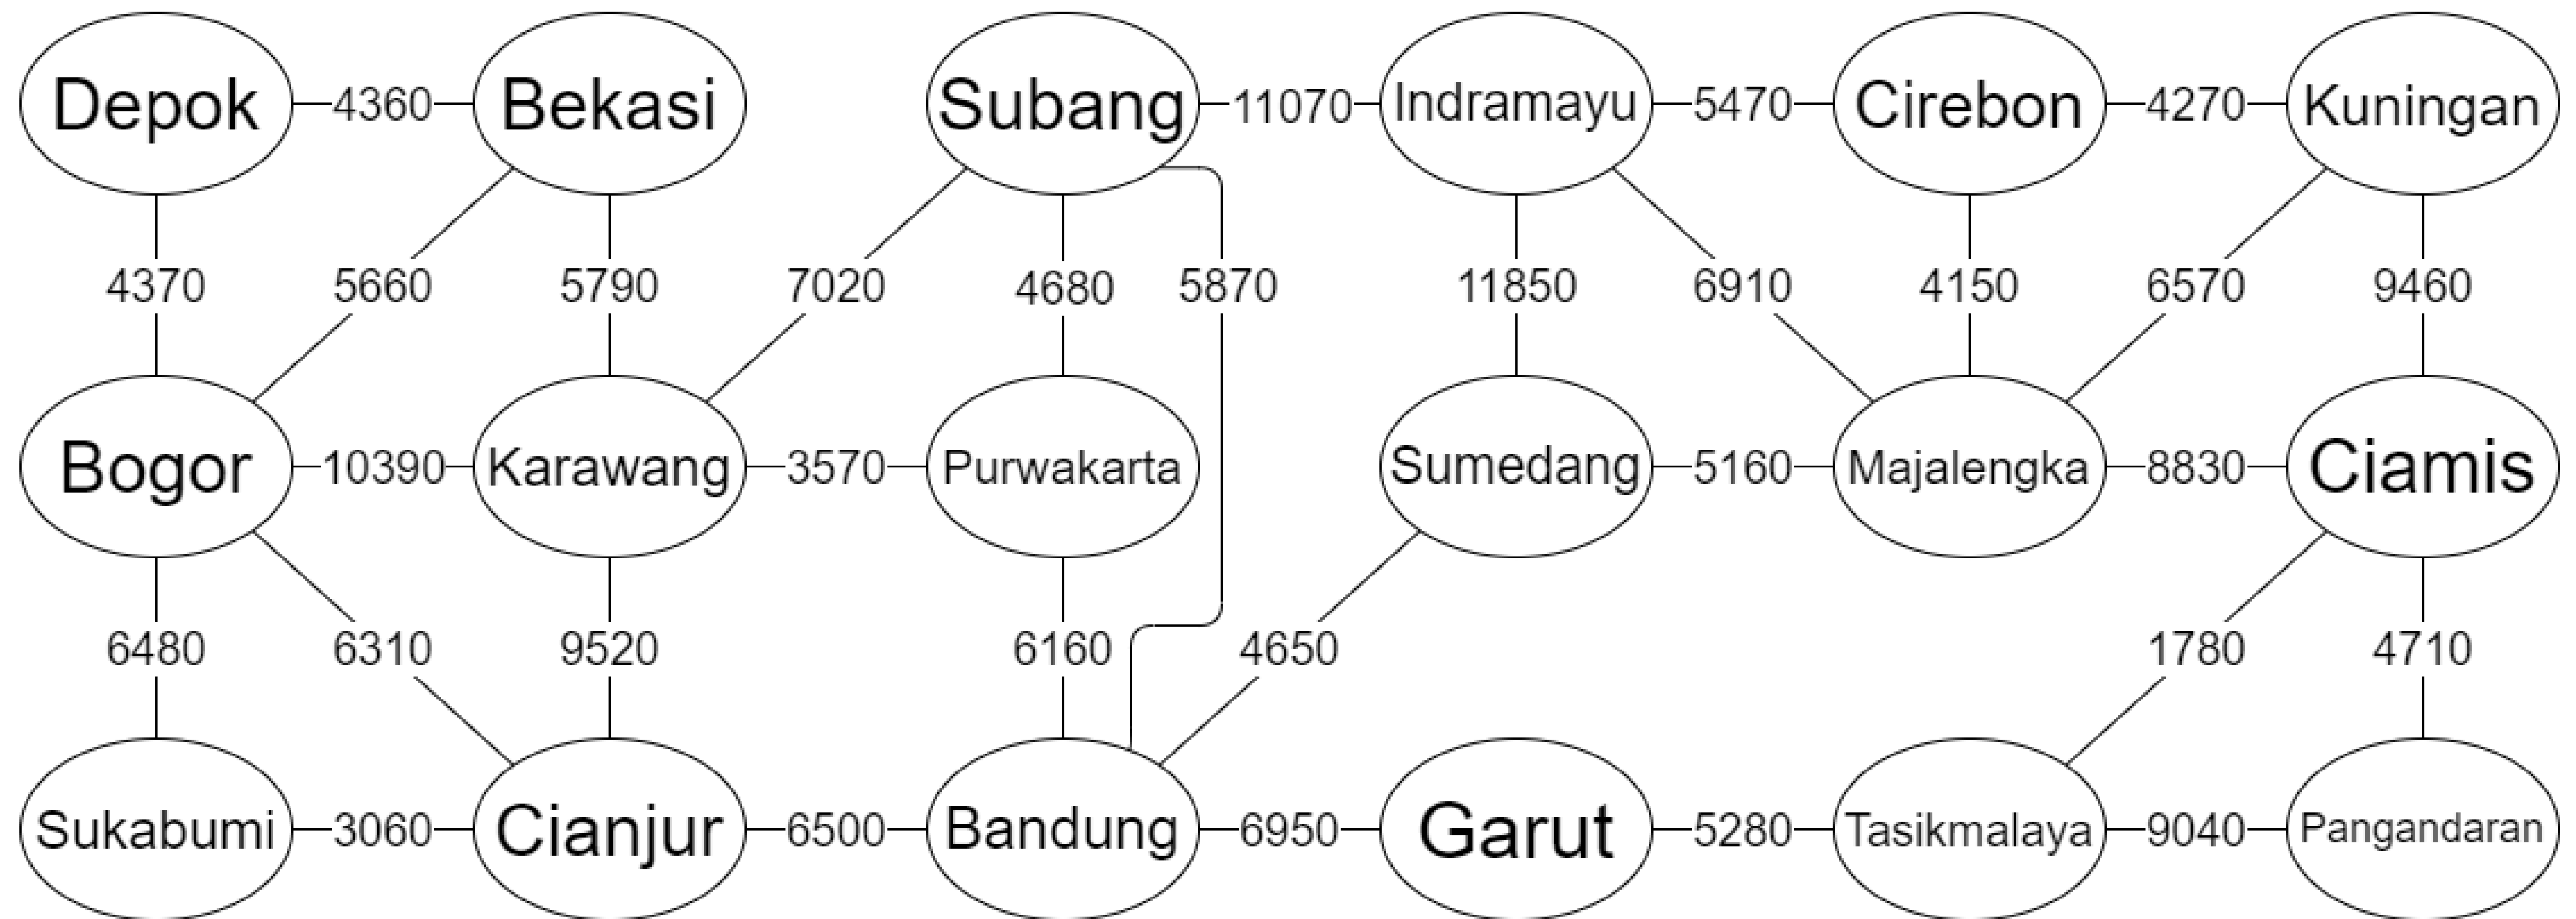 Depok 4360 Bekasi Subang 11070 Indramayu 5470 Cirebon 4270 Kuningan
4370 5660 5790 7020 4680 5870 11850 6910 4150 6570 9460
Bogor 10390 Karawang 3570 Purwakarta Sumedang 5160 Majalengka 8830 Ciamis
6480 6310 9520 6160 4650 1780 4710
Sukabumi 3060 Cianjur 6500 Bandung 6950 Garut 5280 Tasikmalaya 9040 Pangandaran